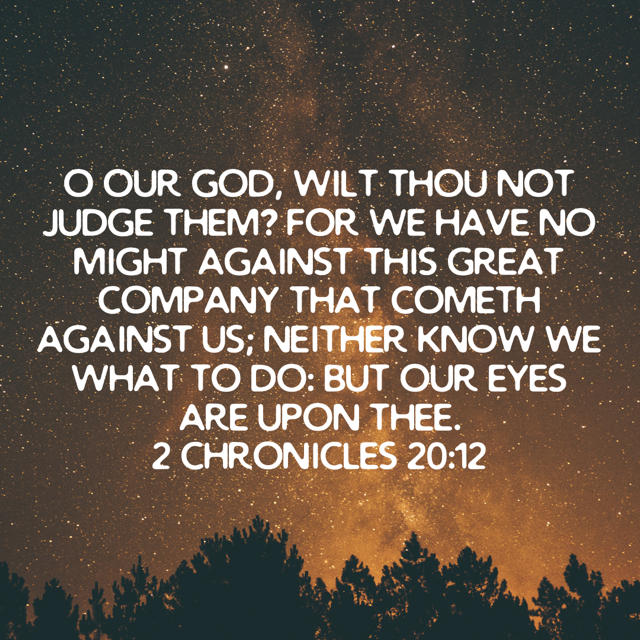 O OUR GOD, WILT THOU NOT
JUDGE THEM? FOR WE HAVE NO
MIGHT AGAINST THIS GREAT
COMPANY THAT COMETH
AGAINST US; NEITHER KNOW WE
WHAT TO DO: BUT OUR EYES
ARE UPON THEE.
2 CHRONICLES 20:12